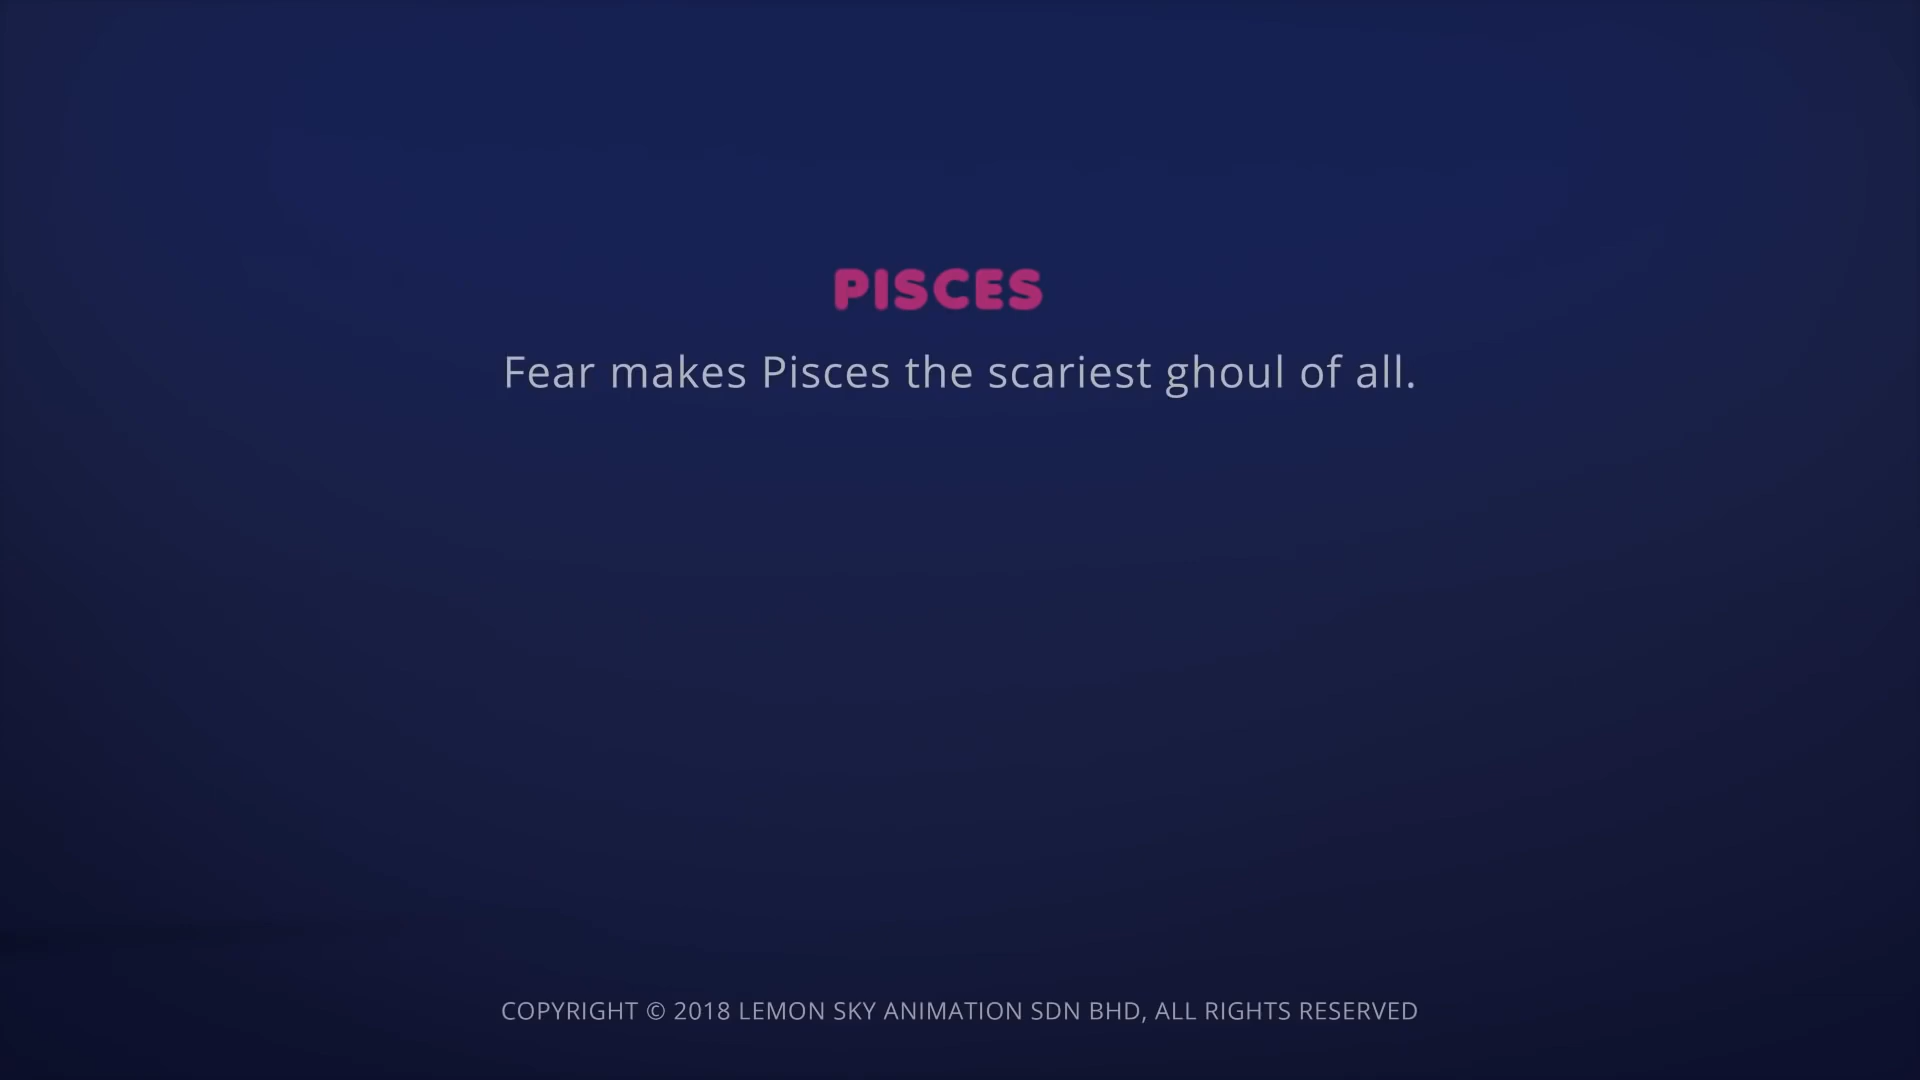 PISCES
Fear makes Pisces the scariest ghoul of all.
COPYRIGHT © 2018 LEMON SKY ANIMATION SDN BHD, ALL RIGHTS RESERVED